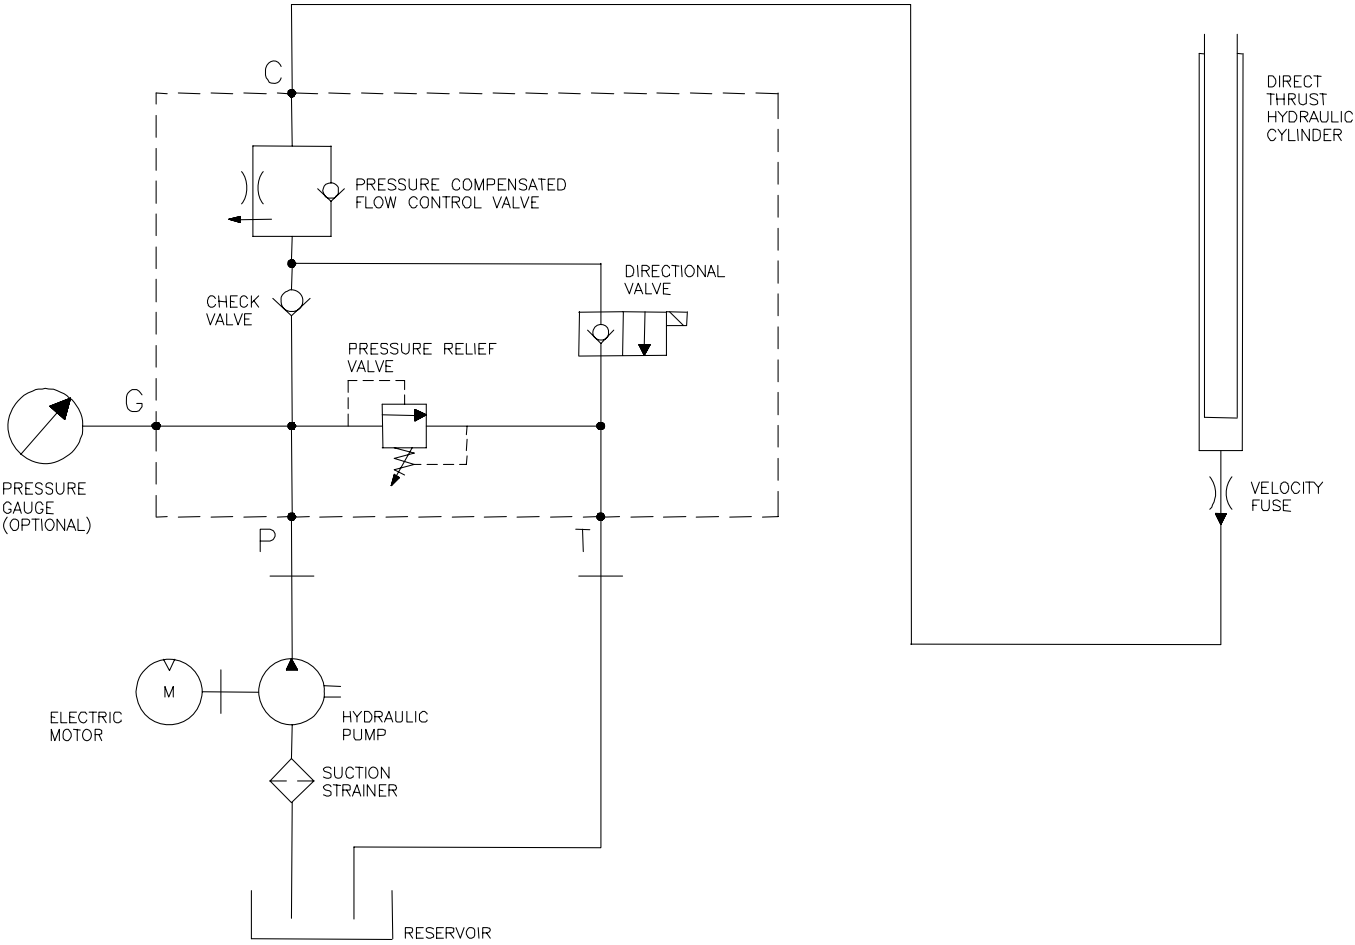 C
DIRECT
THRUST
HYDRAULIC
CYLINDER
PRESSURE COMPENSATED
FLOW CONTROL VALVE
DIRECTIONAL
VALVE
CHECK
VALVE
PRESSURE RELIEF
VALVE
G
PRESSURE
GAUGE
(OPTIONAL)
VELOCITY
FUSE
P
T
M
ELECTRIC
MOTOR
HYDRAULIC
PUMP
SUCTION
STRAINER
RESERVOIR